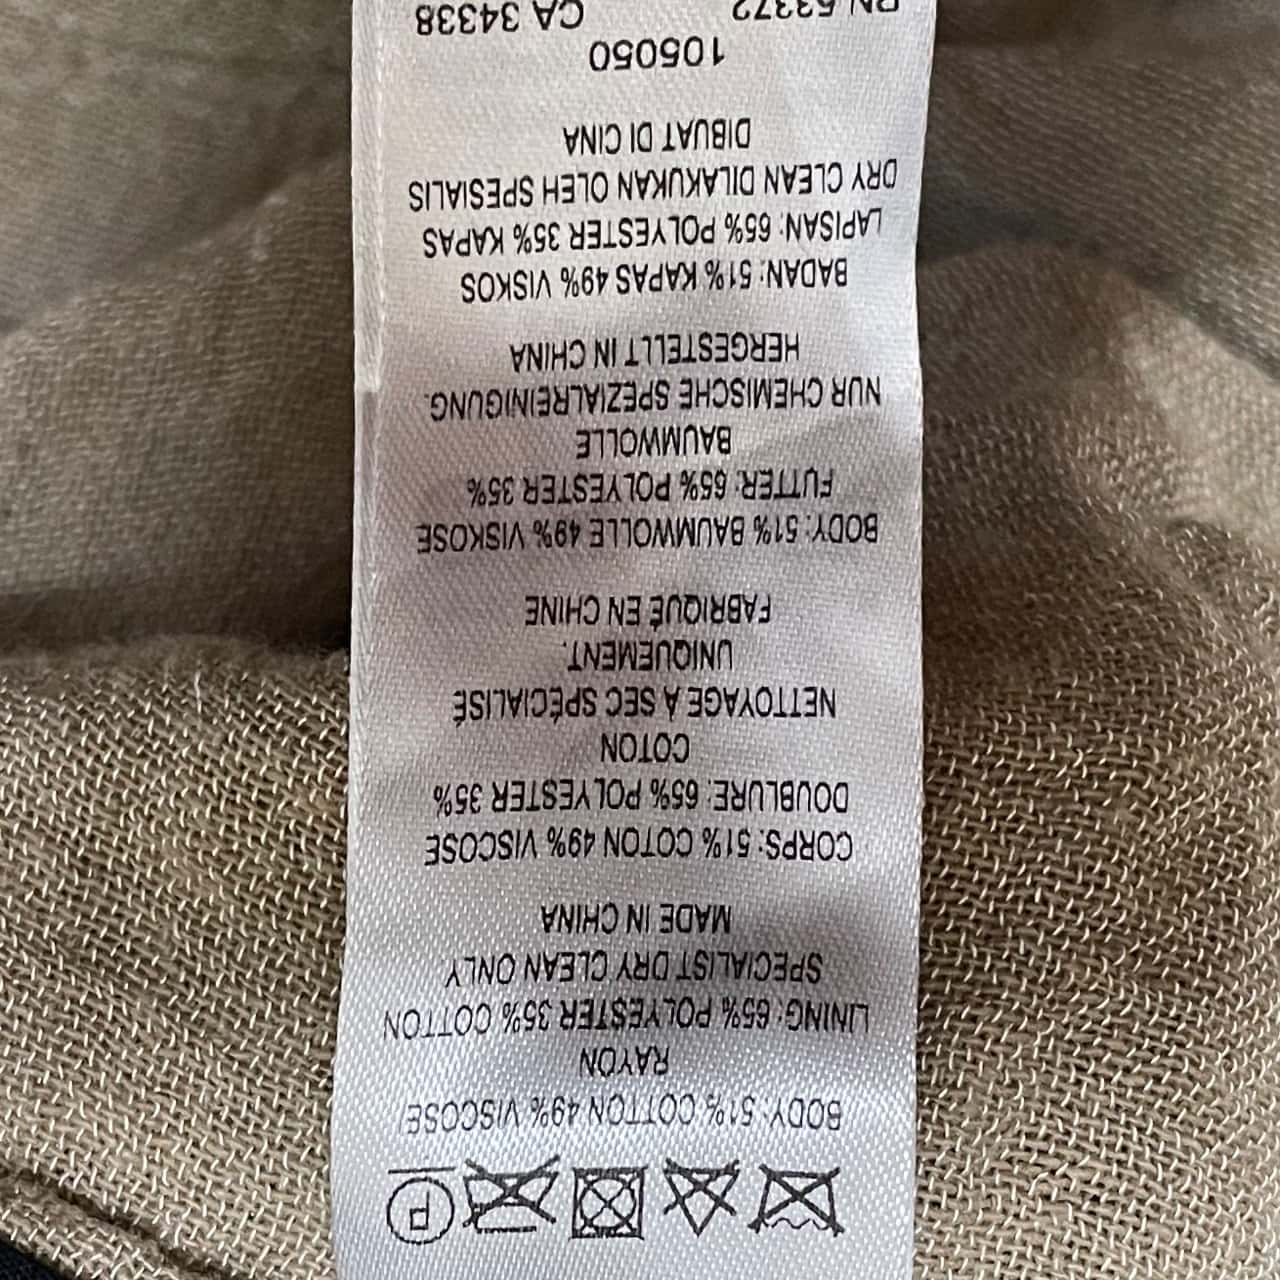 BODY: 51% COTTON 49% VISCOSE/
RAYON
LINING: 65% POLYESTER 35% COTTON
SPECIALIST DRY CLEAN ONLY.
MADE IN CHINA
CORPS: 51% COTON 49% VISCOSE
DOUBLURE: 65% POLYESTER 35%
COTON
NETTOYAGE À SEC SPÉCIALISÉ
UNIQUEMENT.
FABRIQUÉ EN CHINE
BODY: 51% BAUMWOLLE 49% VISKOSE
FUTTER: 65% POLYESTER 35%
BAUMWOLLE
NUR CHEMISCHE SPEZIALREINIGUNG.
HERGESTELLT IN CHINA
BADAN: 51% KAPAS 49% VISKOS
LAPISAN: 65% POLYESTER 35% KAPAS
DRY CLEAN DILAKUKAN OLEH SPESIALIS
DIBUAT DI CINA
105050
RN 53372 CA 34338